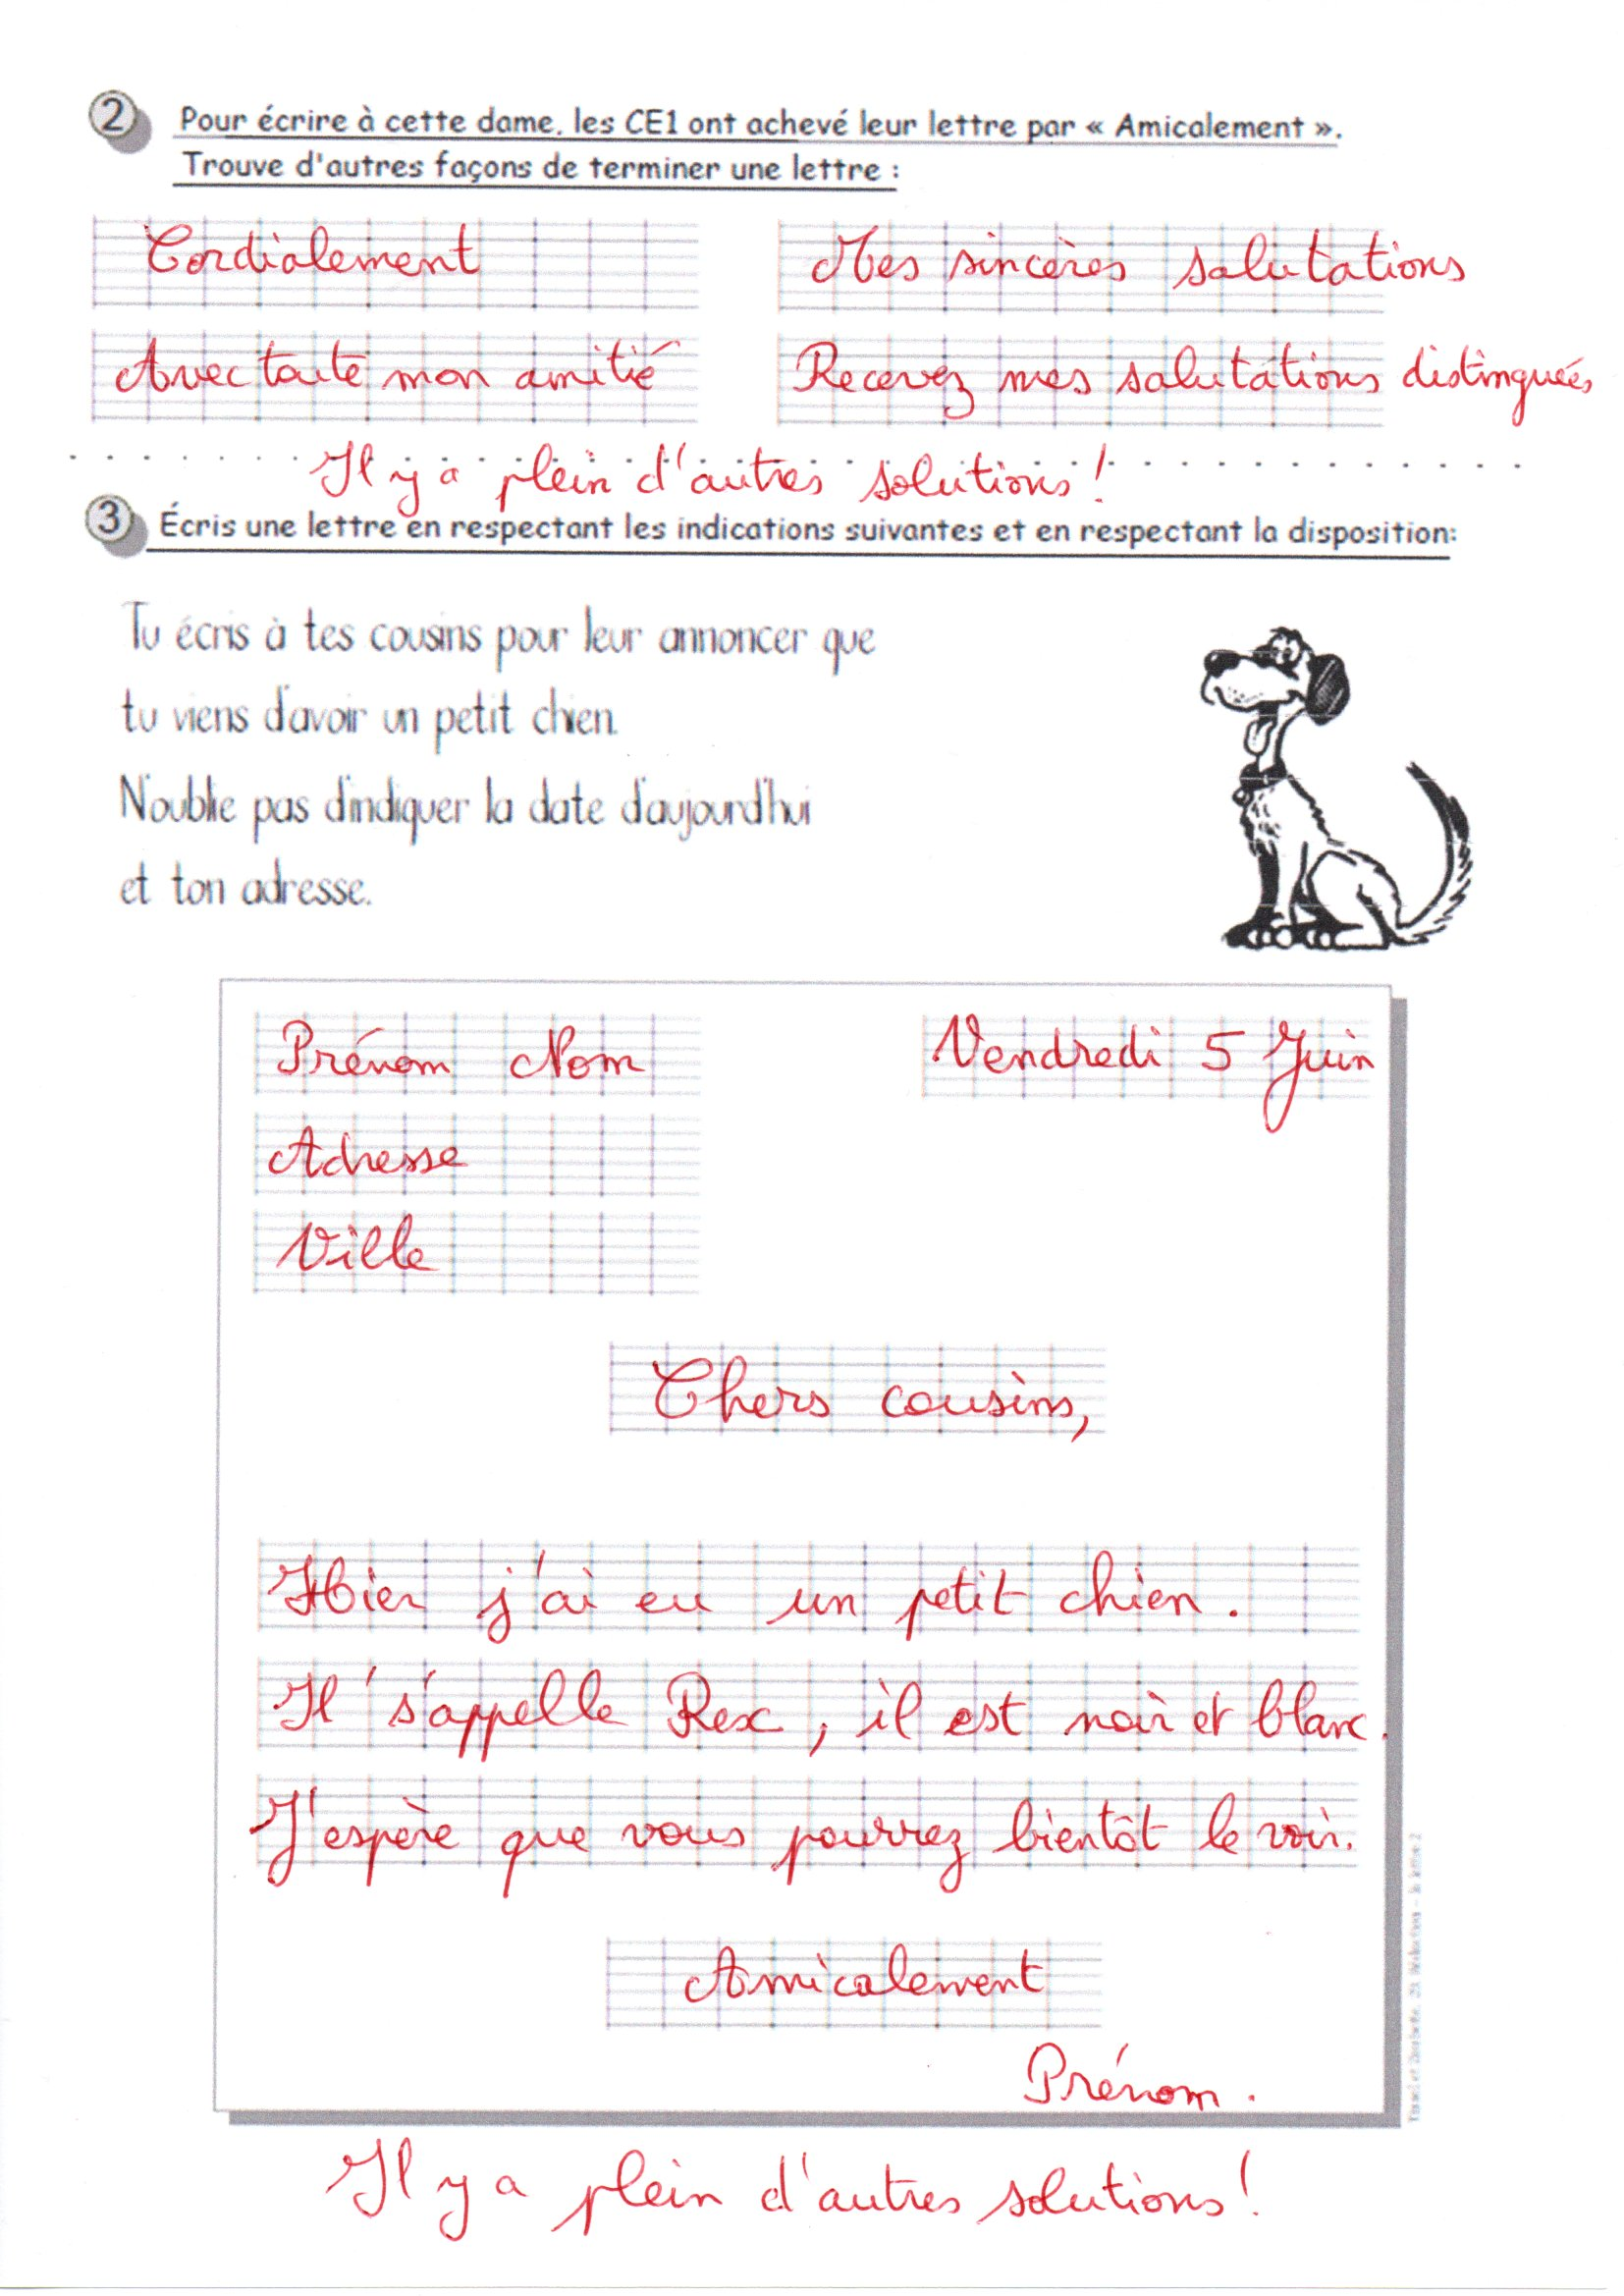 2 Pour écrire à cette dame, les CE1 ont achevé leur lettre par « Amicalement ».
Trouve d'autres façons de terminer une lettre :
Cordialement
Mes sincères salutations
Avec toute mon amitié
Recevez mes salutations distinguées
Il y a plein d'autres solutions !
3 Écris une lettre en respectant les indications suivantes et en respectant la disposition:
Tu écris à tes cousins pour leur annoncer que
tu viens d'avoir un petit chien.
N'oublie pas d'indiquer la date d'aujourd'hui
et ton adresse.
Prénom Nom
Vendredi 5 Juin
Adresse
Ville
Chers cousins,
Hier j'ai eu un petit chien.
Il s'appelle Rex, il est noir et blanc.
J'espère que vous pourrez bientôt le voir.
Amicalement
Prénom.
Il y a plein d'autres solutions !